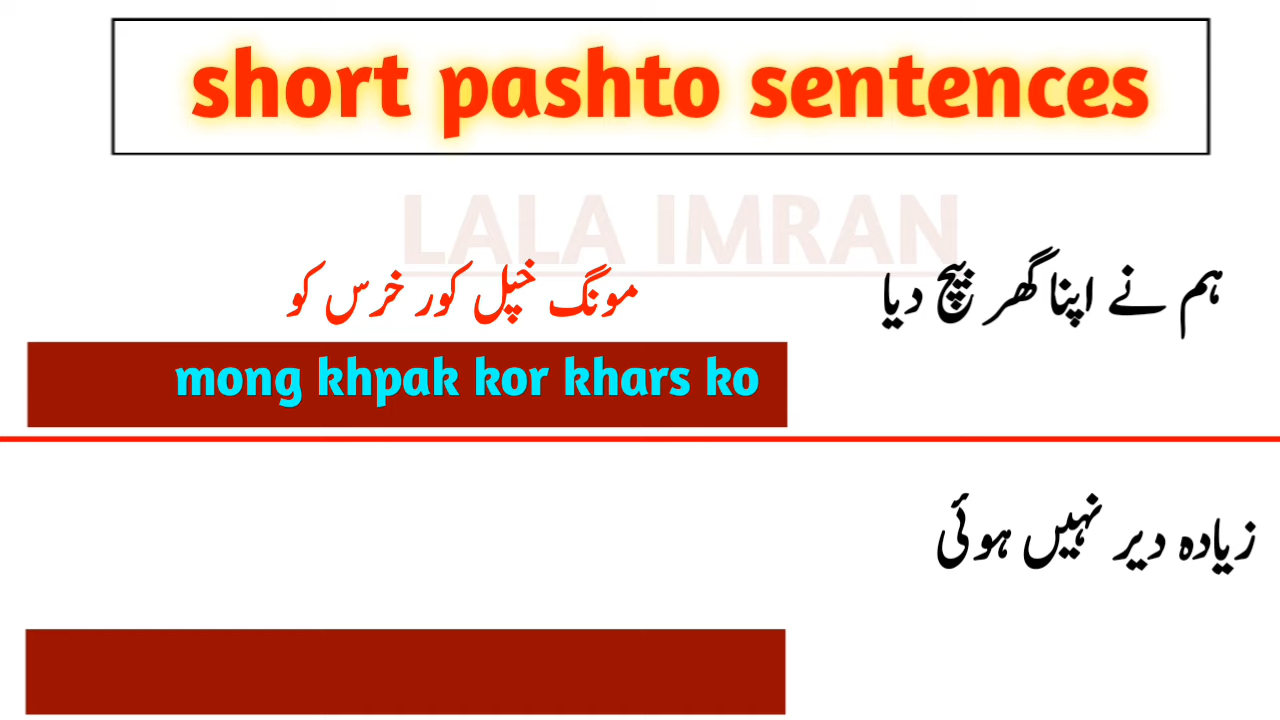 short pashto sentences
LALA IMRAN
ہم نے اپنا گھر بیچ دیا
مونگ خپل کور خرس کو
mong khpak kor khars ko
زیادہ دیر نہیں ہوئی